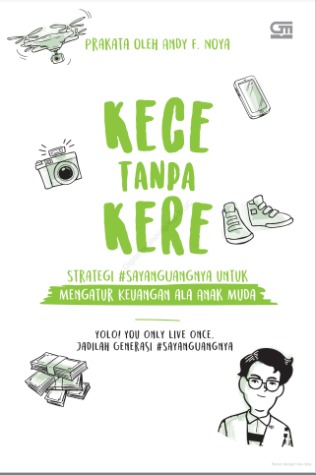 PRAKATA OLEH ANDY F. NOYA
GM
KECE
TANPA
KERE
STRATEGI #SAYANGUANGNYA UNTUK
MENGATUR KEUANGAN ALA ANAK MUDA
YOLO! YOU ONLY LIVE ONCE.
JADILAH GENERASI #SAYANGUANGNYA